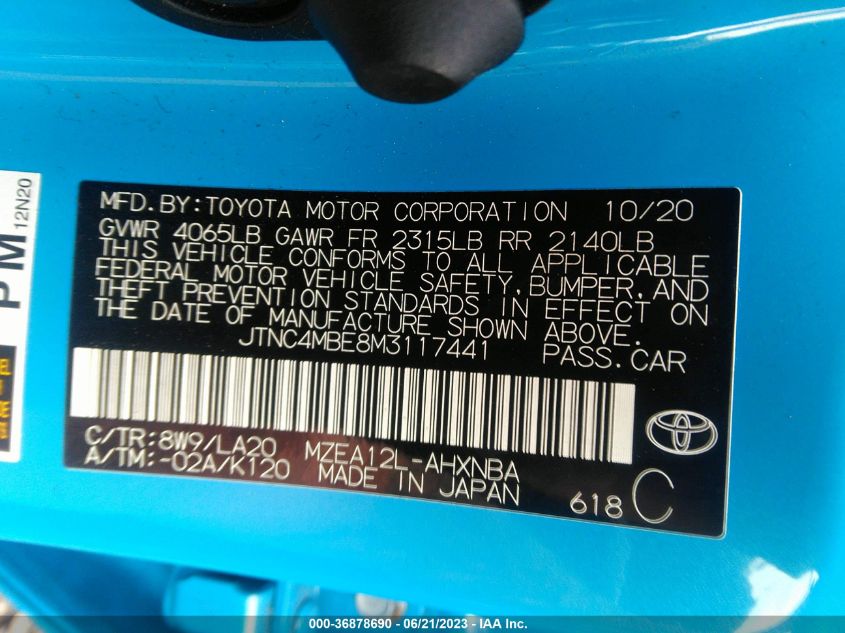 MFD. BY: TOYOTA MOTOR CORPORATION 10/20
GVWR 4065LB GAWR FR 2315LB RR 2140LB
THIS VEHICLE CONFORMS TO ALL APPLICABLE
FEDERAL MOTOR VEHICLE SAFETY, BUMPER, AND
THEFT PREVENTION STANDARDS IN EFFECT ON
THE DATE OF MANUFACTURE SHOWN ABOVE.
JTNC4MBE8M3117441 PASS. CAR
C/TR: 8W9/LA20 MZEA12L-AHXNBA
A/TM: -02A/K120 MADE IN JAPAN
618 C
PM
12N20
000-36878690 - 06/21/2023 - IAA Inc.